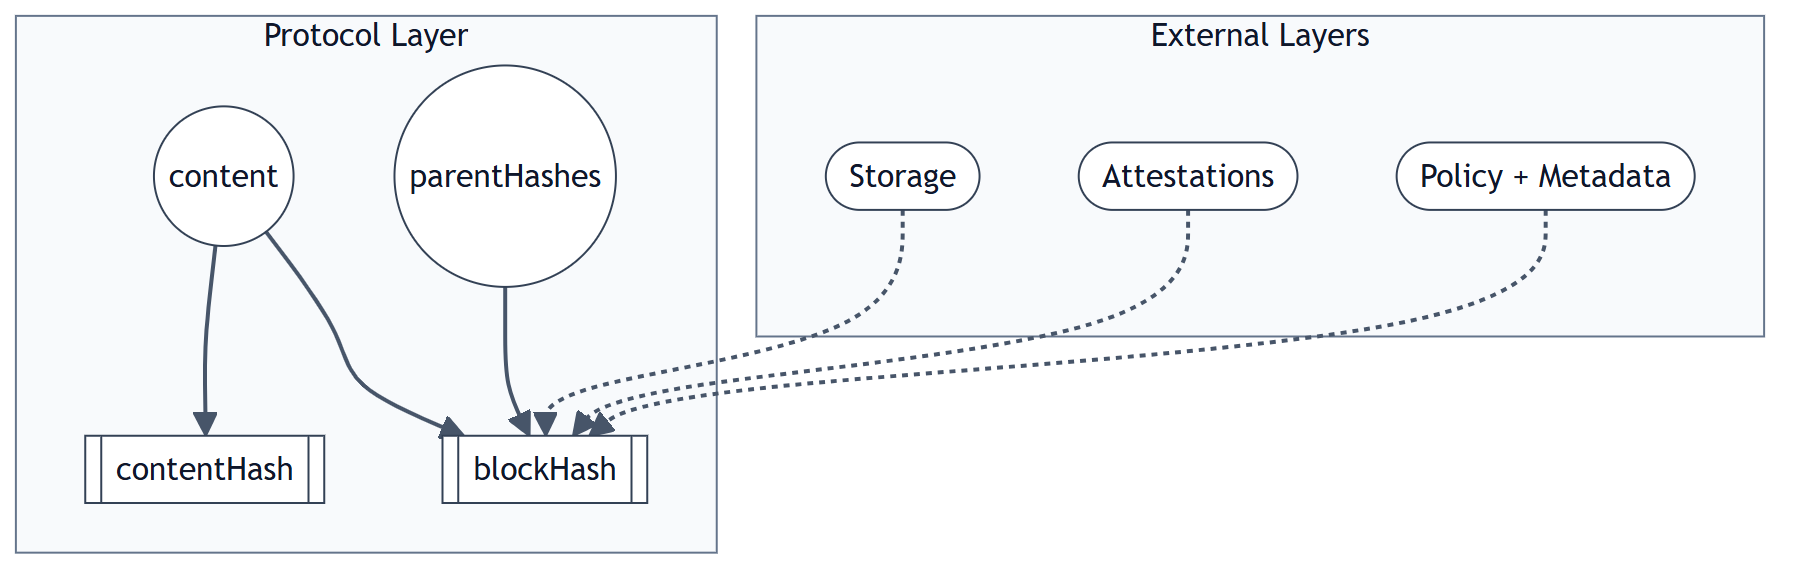 Protocol Layer
External Layers
content
parentHashes
Storage
Attestations
Policy + Metadata
contentHash
blockHash